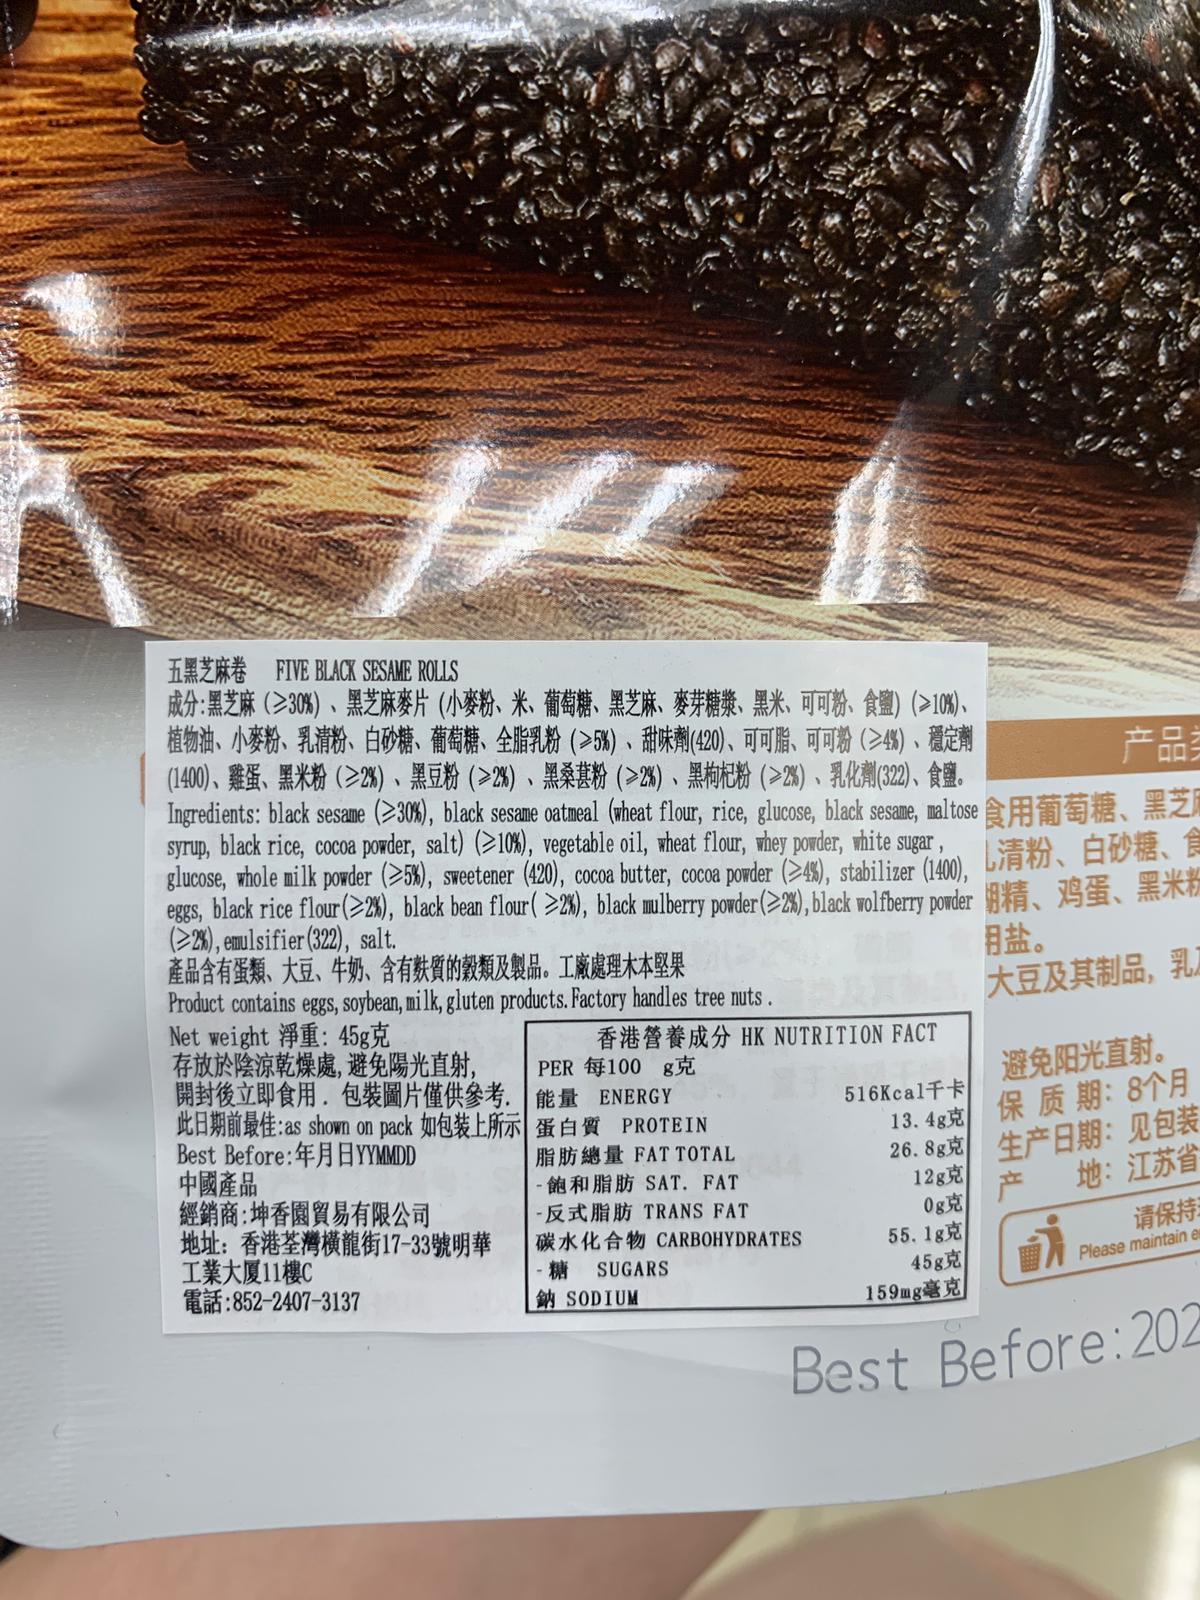 五黑芝麻卷 FIVE BLACK SESAME ROLLS
成分:黑芝麻 (≥30%) 、黑芝麻麥片 (小麥粉、米、葡萄糖、黑芝麻、麥芽糖漿、黑米、可可粉、食鹽) (≥10%)、
植物油、小麥粉、乳清粉、白砂糖、葡萄糖、全脂乳粉 (≥5%) 、甜味劑(420)、可可脂、可可粉 (≥4%) 、穩定劑
(1400)、雞蛋、黑米粉 (≥2%) 、黑豆粉 (≥2%) 、黑桑葚粉 (≥2%) 、黑枸杞粉 (≥2%) 、乳化劑(322)、食鹽。
Ingredients: black sesame (≥30%), black sesame oatmeal (wheat flour, rice, glucose, black sesame, maltose
syrup, black rice, cocoa powder, salt) (≥10%), vegetable oil, wheat flour, whey powder, white sugar ,
glucose, whole milk powder (≥5%), sweetener (420), cocoa butter, cocoa powder (≥4%), stabilizer (1400),
eggs, black rice flour(≥2%), black bean flour( ≥2%), black mulberry powder(≥2%), black wolfberry powder
(≥2%), emulsifier(322), salt.
產品含有蛋類、大豆、牛奶、含有麩質的穀類及製品。工廠處理木本堅果
Product contains eggs, soybean, milk, gluten products. Factory handles tree nuts .
Net weight 淨重: 45g克
存放於陰涼乾燥處, 避免陽光直射,
開封後立即食用 . 包裝圖片僅供參考.
此日期前最佳:as shown on pack 如包裝上所示
Best Before:年月日YYMMDD
中國產品
經銷商:坤香園貿易有限公司
地址: 香港荃灣橫龍街17-33號明華
工業大厦11樓C
電話:852-2407-3137
香港營養成分 HK NUTRITION FACT
PER 每100 g克
能量 ENERGY 516Kcal千卡
蛋白質 PROTEIN 13.4g克
脂肪總量 FAT TOTAL 26.8g克
-飽和脂肪 SAT. FAT 12g克
-反式脂肪 TRANS FAT 0g克
碳水化合物 CARBOHYDRATES 55.1g克
-糖 SUGARS 45g克
鈉 SODIUM 159mg毫克
产品
食用葡萄糖、黑芝
清粉、白砂糖、食
糊精、鸡蛋、黑米粉
用盐。
大豆及其制品,乳
避免阳光直射。
保质期: 8个月
生产日期: 见包装
产地: 江苏省
请保持
Please maintain
Best Before:202